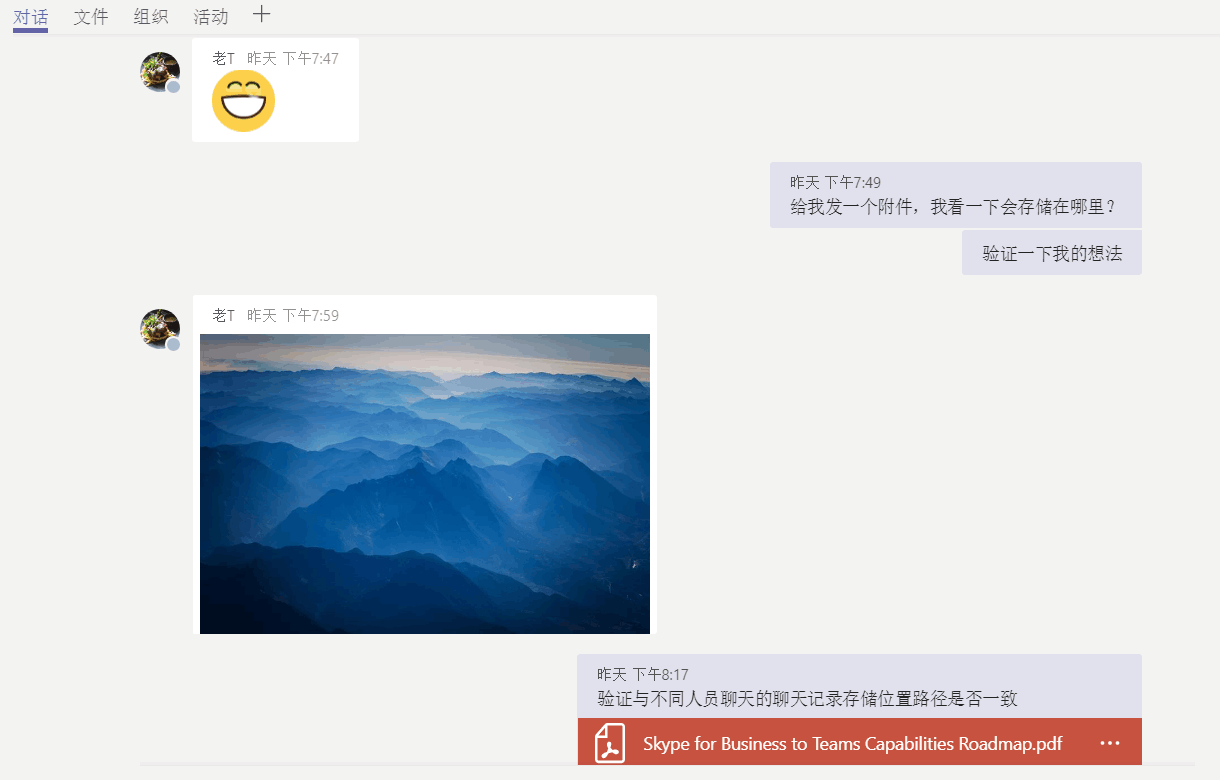 对话 文件 组织 活动
老T 昨天 下午7:47
昨天 下午7:49
给我发一个附件，我看一下会存储在哪里？
验证一下我的想法
老T 昨天 下午7:59
昨天 下午8:17
验证与不同人员聊天的聊天记录存储位置路径是否一致
Skype for Business to Teams Capabilities Roadmap.pdf